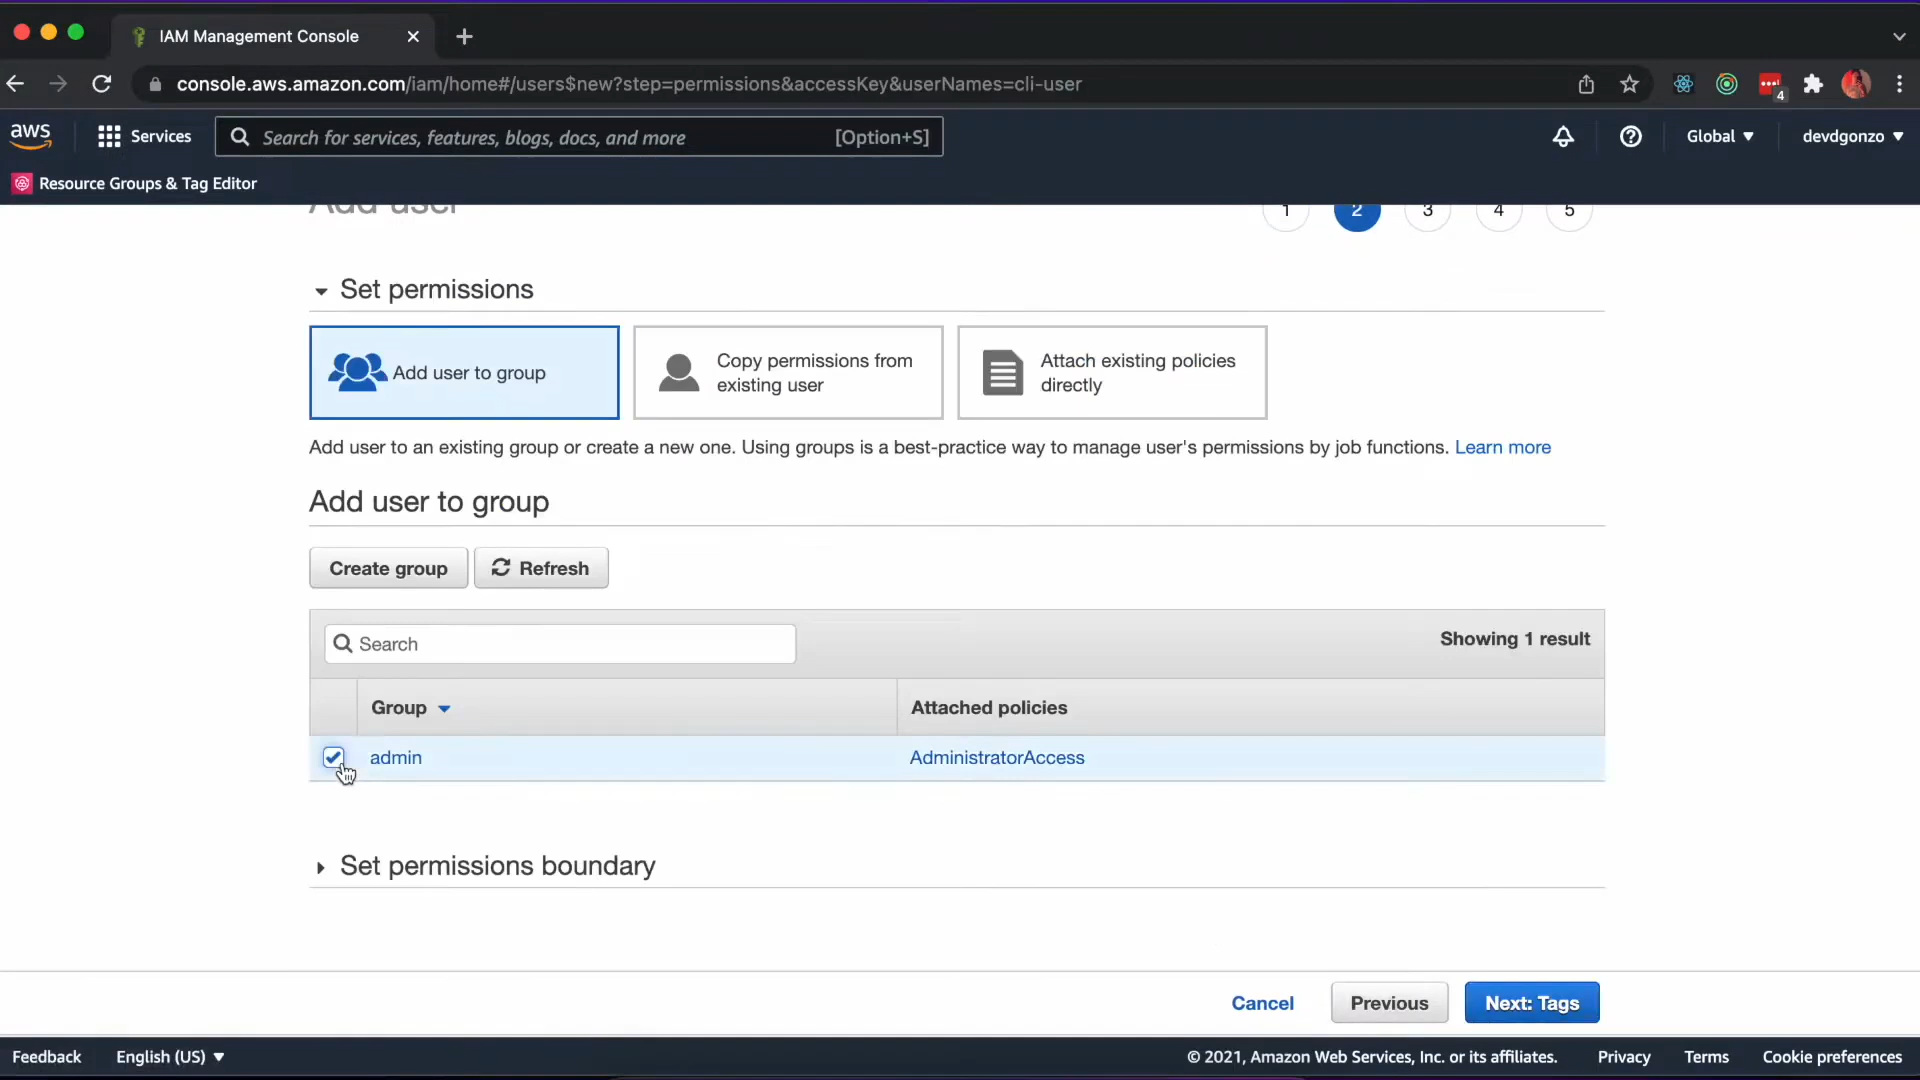 IAM Management Console
console.aws.amazon.com/iam/home#/users$new?step=permissions&accessKey&userNames=cli-user
4
aws
Services
Search for services, features, blogs, docs, and more
[Option+S]
Global
devdgonzo
Resource Groups & Tag Editor
Add user
1
2
3
4
5
Set permissions
Add user to group
Copy permissions from
existing user
Attach existing policies
directly
Add user to an existing group or create a new one. Using groups is a best-practice way to manage user's permissions by job functions. Learn more
Add user to group
Create group
Refresh
Search
Showing 1 result
Group
Attached policies
admin
AdministratorAccess
Set permissions boundary
Cancel
Previous
Next: Tags
Feedback
English (US)
© 2021, Amazon Web Services, Inc. or its affiliates.
Privacy
Terms
Cookie preferences